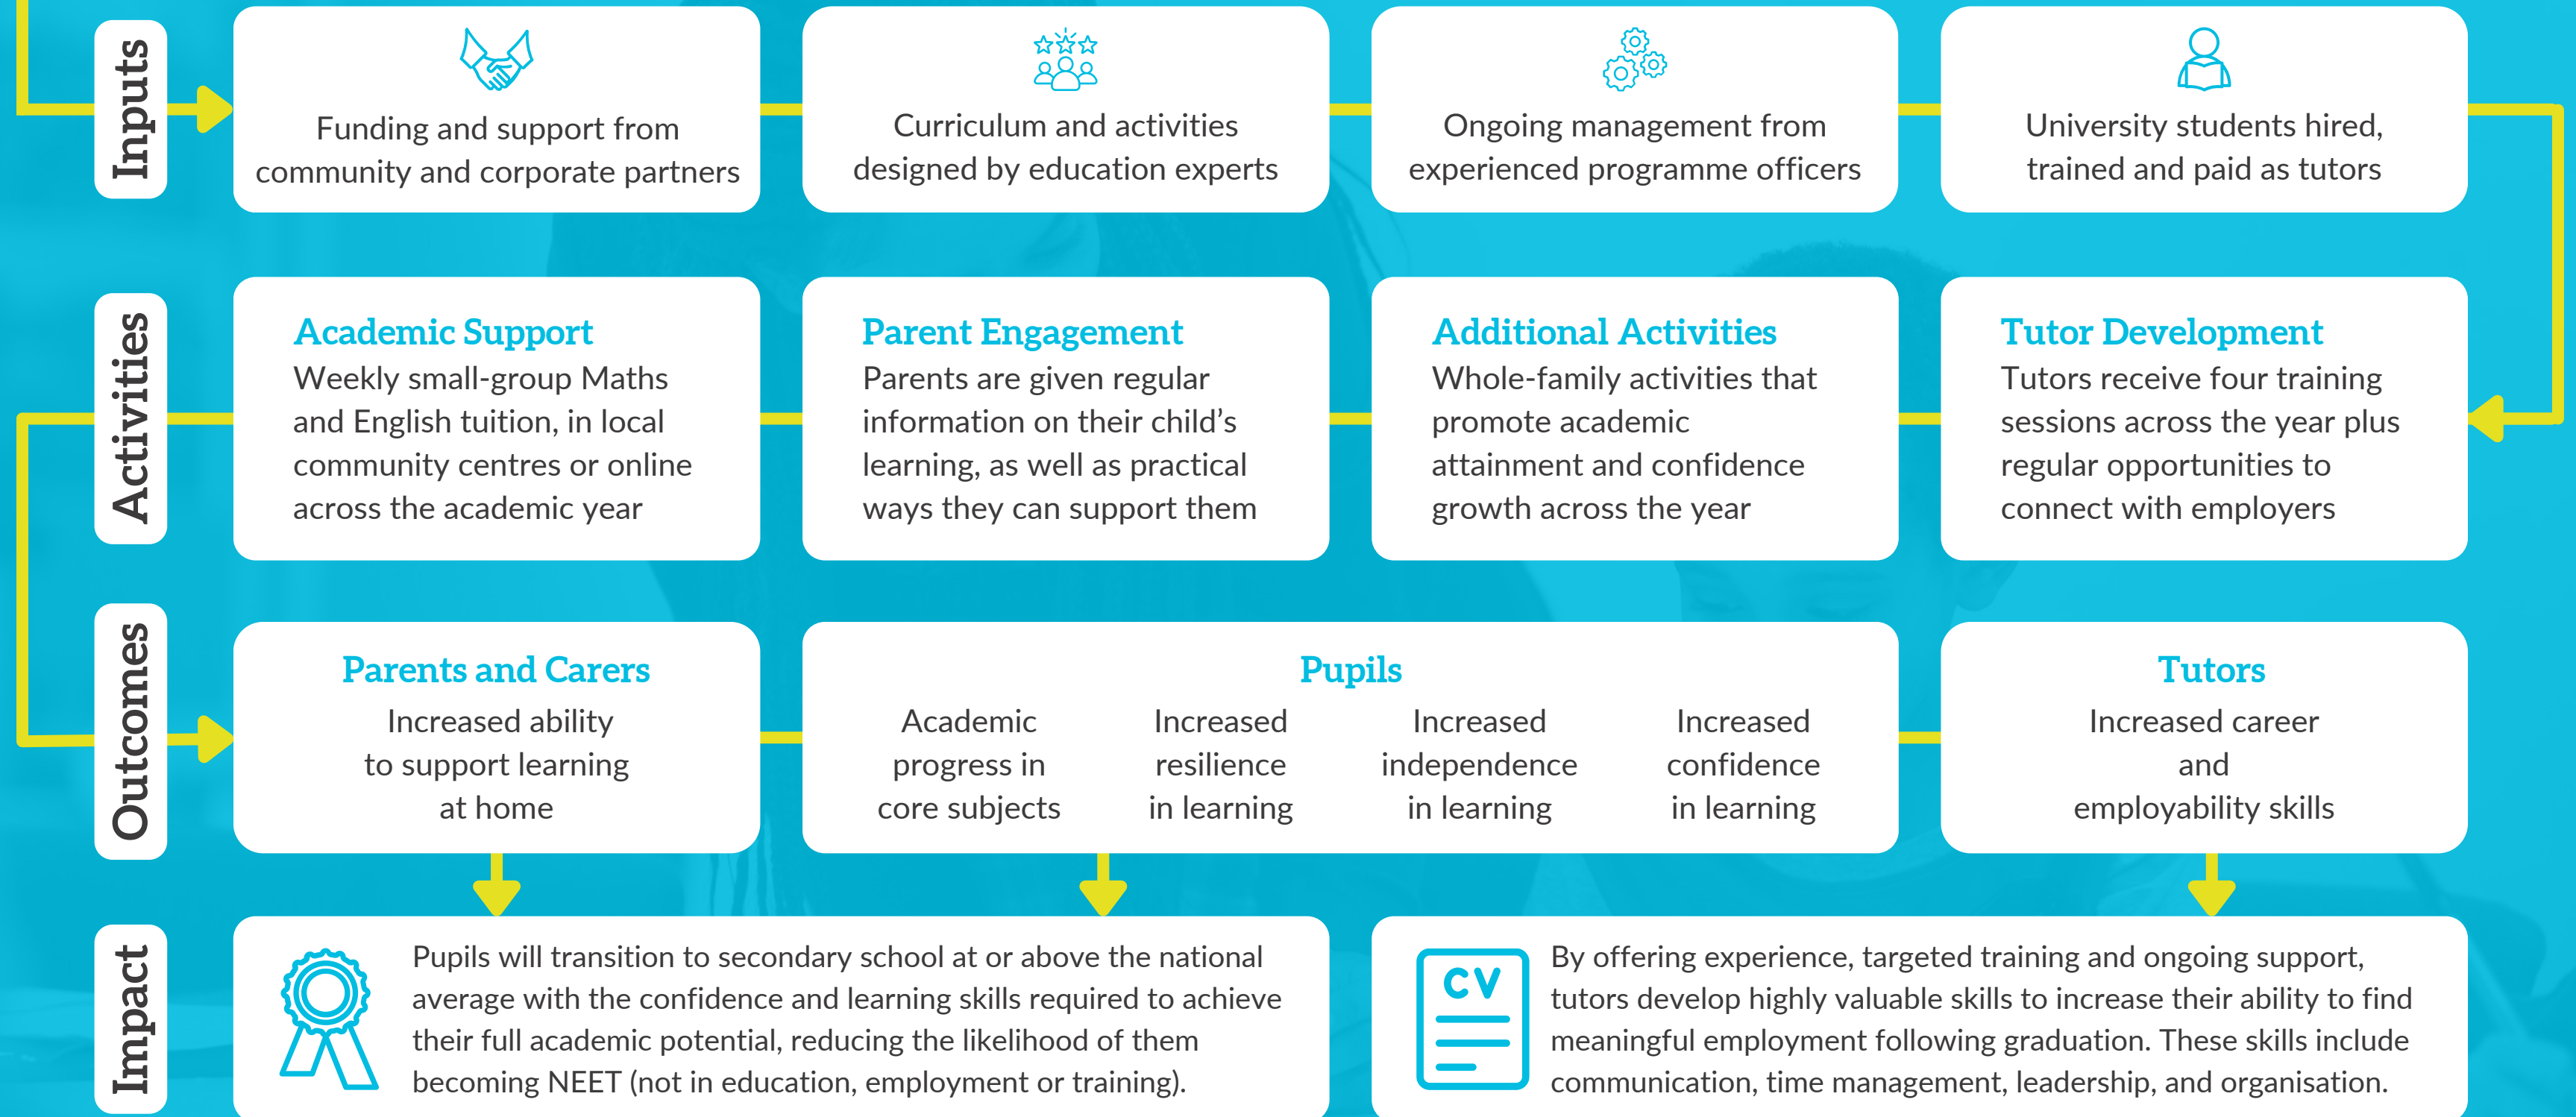 Inputs
Funding and support from
community and corporate partners
Curriculum and activities
designed by education experts
Ongoing management from
experienced programme officers
University students hired,
trained and paid as tutors
Activities
Academic Support
Weekly small-group Maths
and English tuition, in local
community centres or online
across the academic year
Parent Engagement
Parents are given regular
information on their child’s
learning, as well as practical
ways they can support them
Additional Activities
Whole-family activities that
promote academic
attainment and confidence
growth across the year
Tutor Development
Tutors receive four training
sessions across the year plus
regular opportunities to
connect with employers
Outcomes
Parents and Carers
Increased ability
to support learning
at home
Pupils
Academic
progress in
core subjects
Increased
resilience
in learning
Increased
independence
in learning
Increased
confidence
in learning
Tutors
Increased career
and
employability skills
Impact
Pupils will transition to secondary school at or above the national
average with the confidence and learning skills required to achieve
their full academic potential, reducing the likelihood of them
becoming NEET (not in education, employment or training).
CV
By offering experience, targeted training and ongoing support,
tutors develop highly valuable skills to increase their ability to find
meaningful employment following graduation. These skills include
communication, time management, leadership, and organisation.